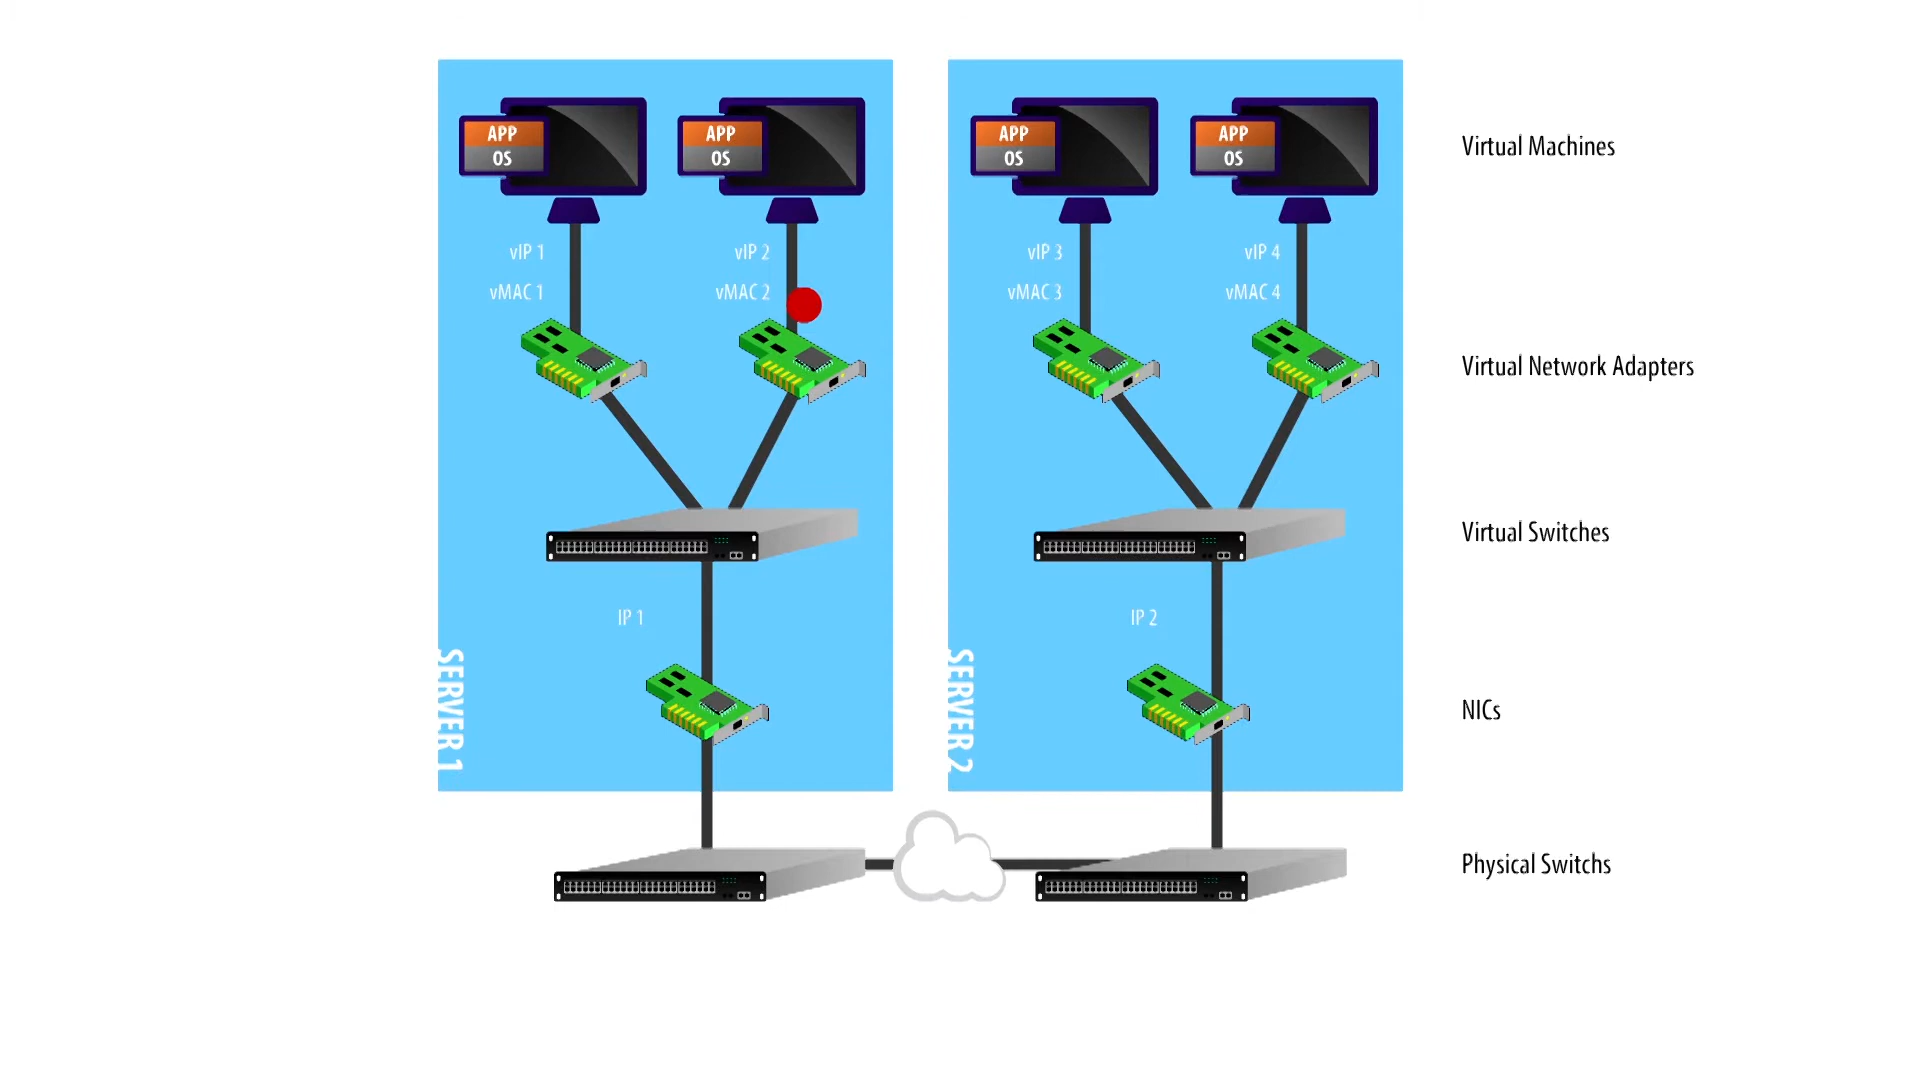 APP
OS
APP
OS
APP
OS
APP
OS
Virtual Machines
vIP 1
vIP 2
vIP 3
vIP 4
vMAC 1
vMAC 2
vMAC 3
vMAC 4
Virtual Network Adapters
Virtual Switches
IP 1
IP 2
SERVER 1
SERVER 2
NICs
Physical Switchs